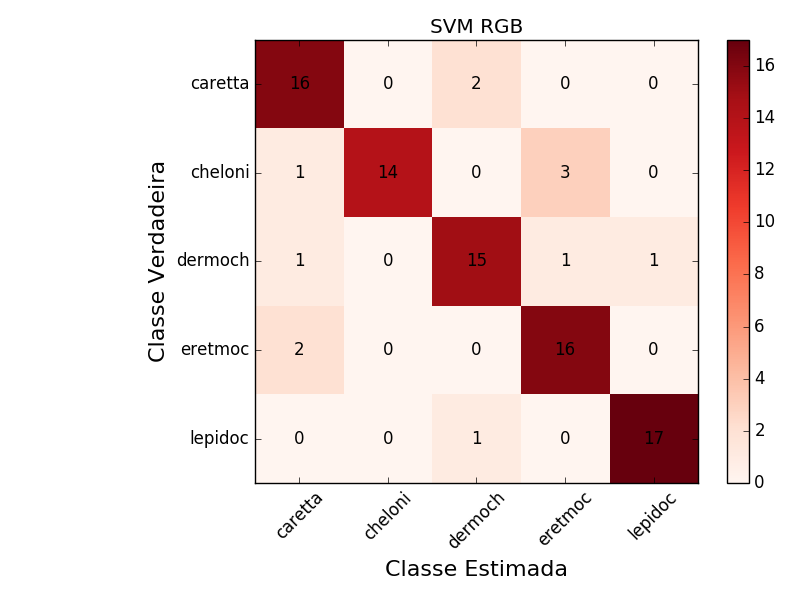 SVM RGB
caretta 16 0 2 0 0
cheloni 1 14 0 3 0
dermoch 1 0 15 1 1
eretmoc 2 0 0 16 0
lepidoc 0 0 1 0 17
caretta cheloni dermoch eretmoc lepidoc
Classe Estimada
Classe Verdadeira
16
14
12
10
8
6
4
2
0